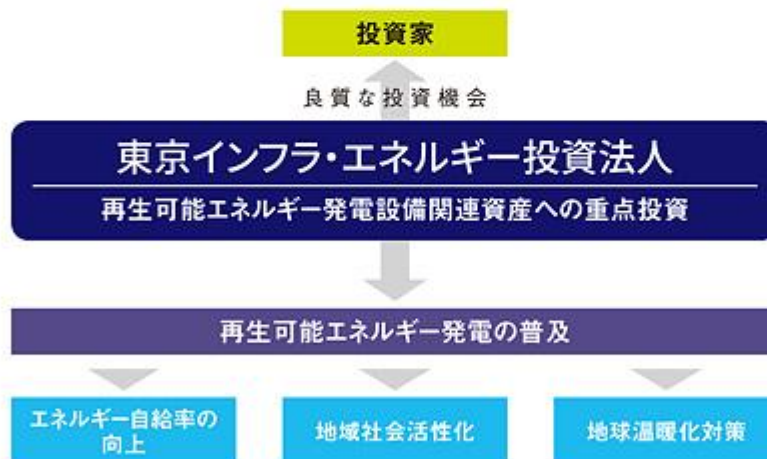 投資家
良質な投資機会
東京インフラ・エネルギー投資法人
再生可能エネルギー発電設備関連資産への重点投資
再生可能エネルギー発電の普及
エネルギー自給率の
向上
地域社会活性化
地球温暖化対策